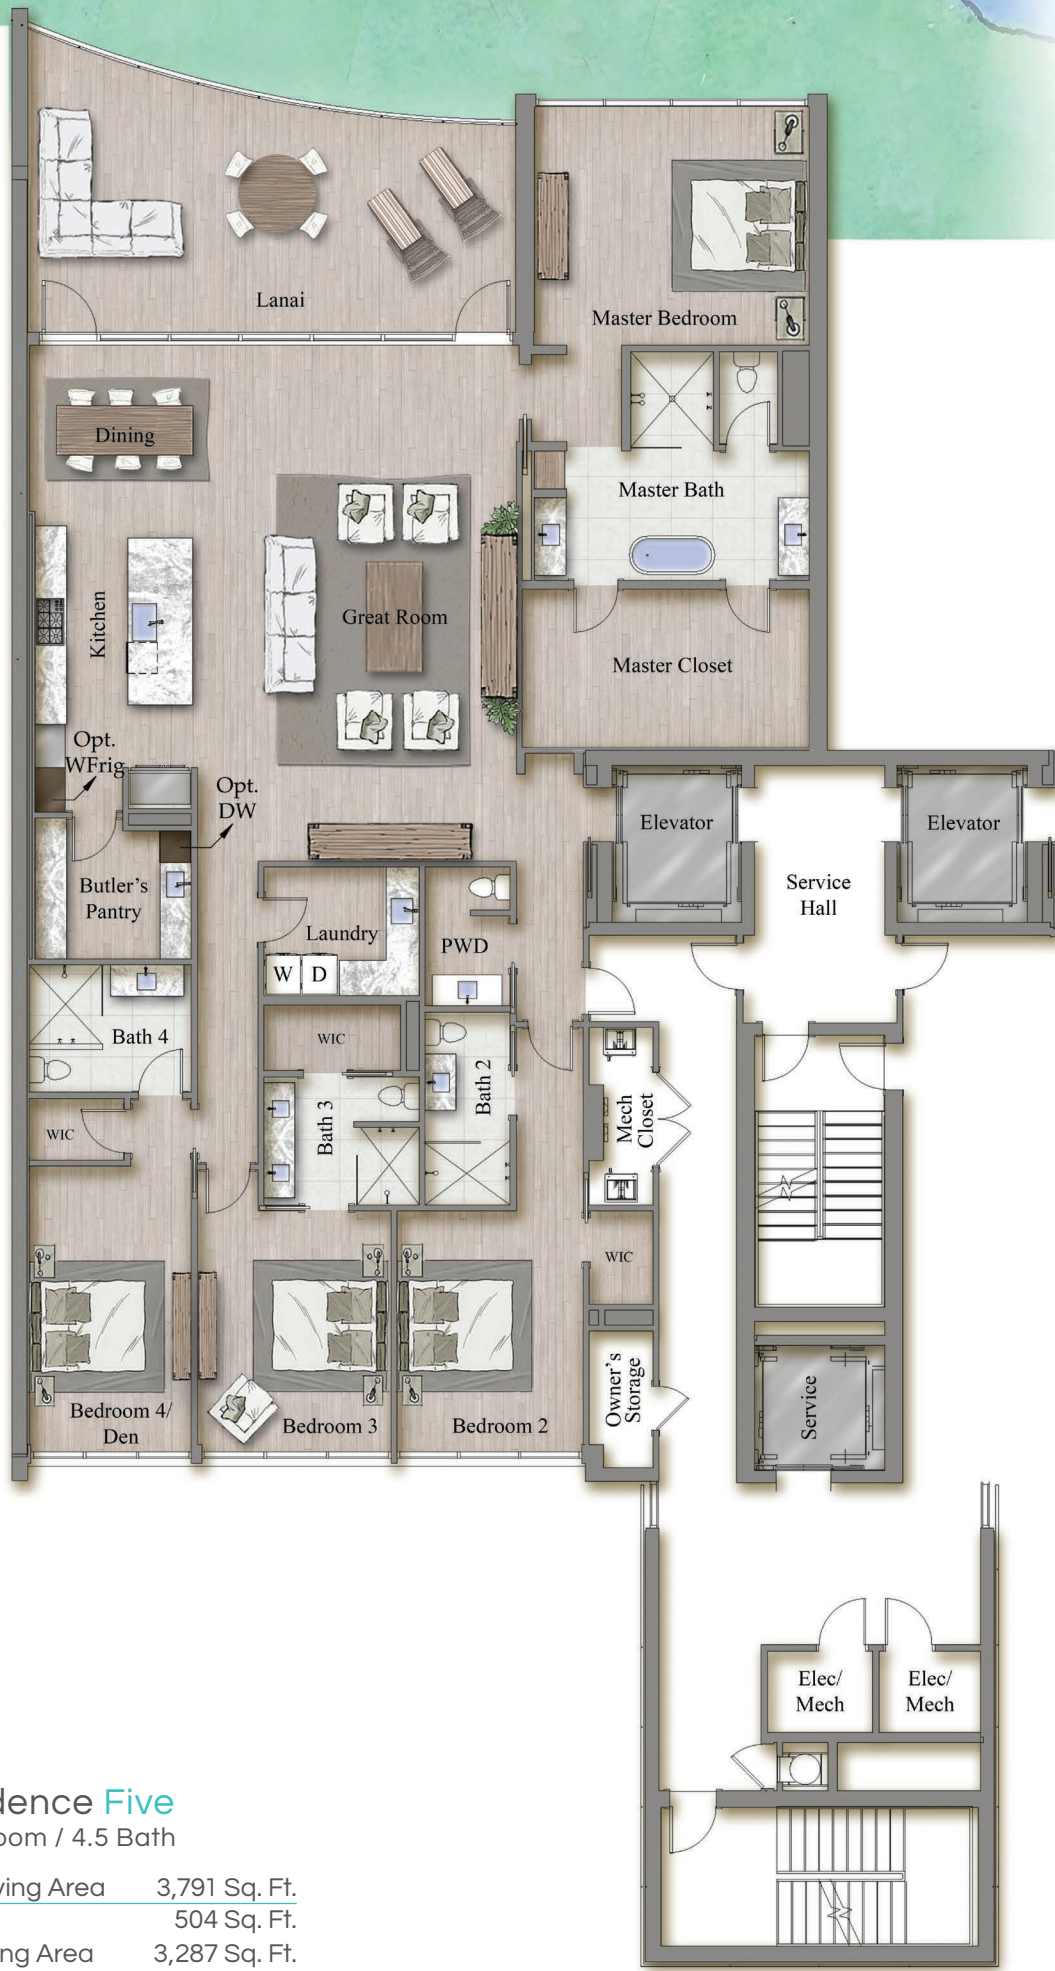 Lanai
Master Bedroom
Dining
Master Bath
Kitchen
Great Room
Master Closet
Opt.
WFrig
Opt.
DW
Elevator
Elevator
Service
Hall
Butler's
Pantry
Laundry
PWD
W D
Bath 4
WIC
Bath 2
Mech
Closet
WIC
Bath 3
WIC
Owner's
Storage
Service
Bedroom 4/
Den
Bedroom 3
Bedroom 2
Elec/
Mech
Elec/
Mech
dence Five
oom / 4.5 Bath
ving Area 3,791 Sq. Ft.
504 Sq. Ft.
ng Area 3,287 Sq. Ft.